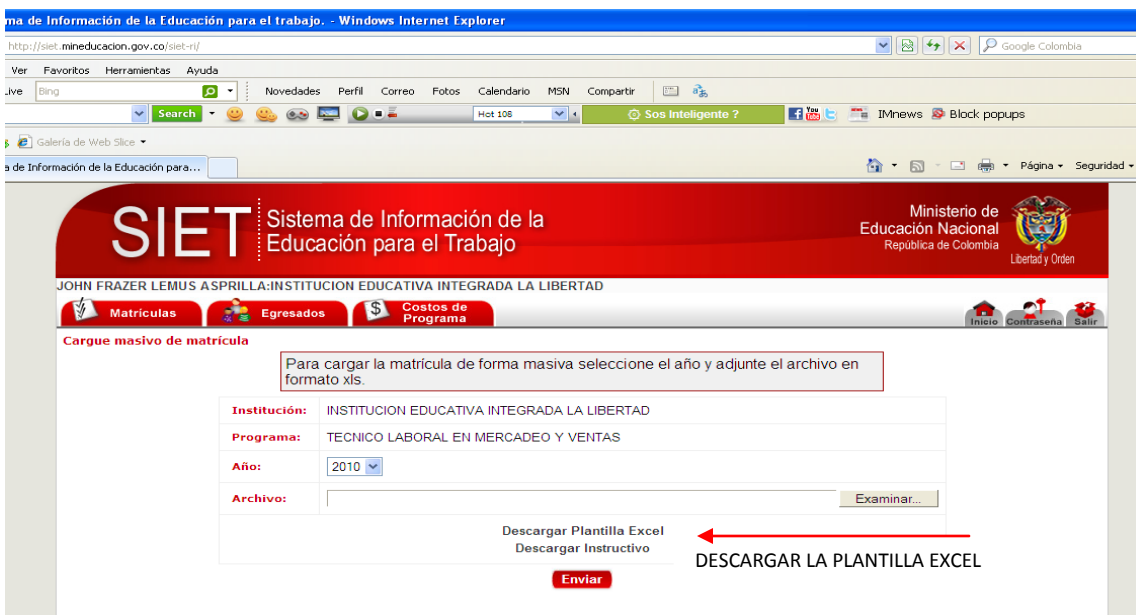 ma de Información de la Educación para el trabajo. - Windows Internet Explorer
http://siet.mineducacion.gov.co/siet-ri/
Google Colombia
Ver Favoritos Herramientas Ayuda
Live Bing Novedades Perfil Correo Fotos Calendario MSN Compartir
Search Hot 108 Sos Inteligente ? You Tube IMnews Block popups
Galería de Web Slice
a de Información de la Educación para... Página Seguridad
SIET Sistema de Información de la
Educación para el Trabajo
Ministerio de
Educación Nacional
República de Colombia
Libertad y Orden
JOHN FRAZER LEMUS ASPRILLA:INSTITUCION EDUCATIVA INTEGRADA LA LIBERTAD
Matrículas Egresados Costos de
Programa
Inicio Contraseña Salir
Cargue masivo de matrícula
Para cargar la matrícula de forma masiva seleccione el año y adjunte el archivo en
formato xls.
Institución: INSTITUCION EDUCATIVA INTEGRADA LA LIBERTAD
Programa: TECNICO LABORAL EN MERCADEO Y VENTAS
Año: 2010
Archivo: Examinar...
Descargar Plantilla Excel
Descargar Instructivo
DESCARGAR LA PLANTILLA EXCEL
Enviar